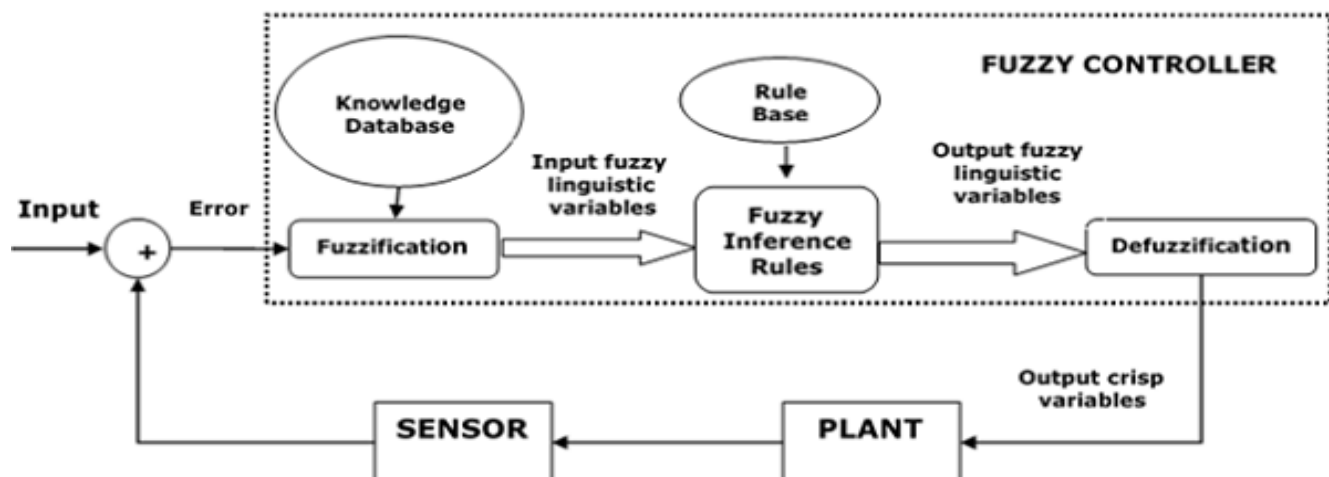 FUZZY CONTROLLER
Knowledge
Database
Rule
Base
Input fuzzy
linguistic
variables
Output fuzzy
linguistic
variables
Input
Error
+
Fuzzification
Fuzzy
Inference
Rules
Defuzzification
Output crisp
variables
SENSOR
PLANT